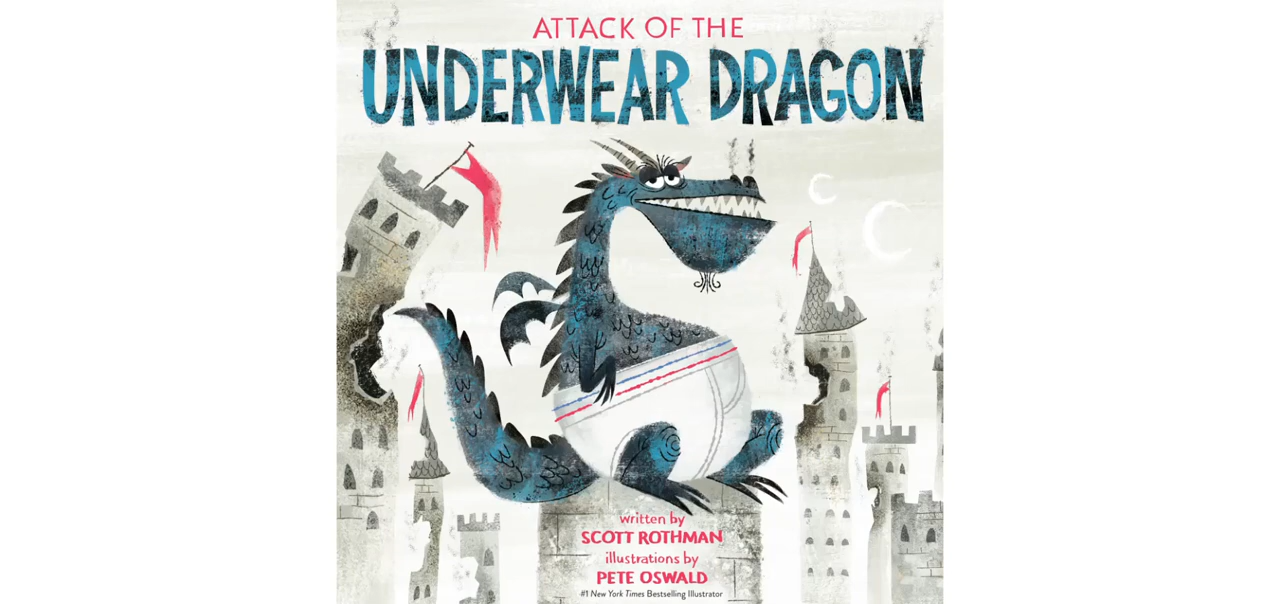 ATTACK OF THE
UNDERWEAR DRAGON
written by
SCOTT ROTHMAN
illustrations by
PETE OSWALD
#1 New York Times Bestselling Illustrator